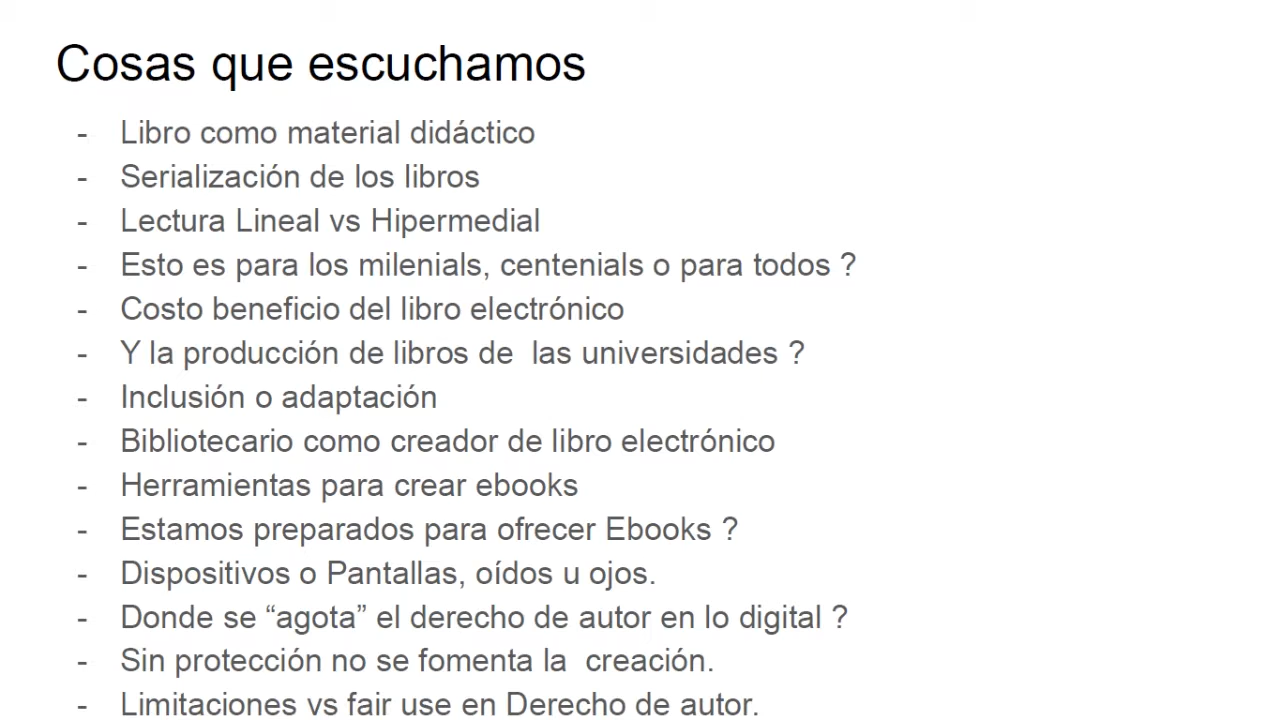 Cosas que escuchamos
- Libro como material didáctico
- Serialización de los libros
- Lectura Lineal vs Hipermedial
- Esto es para los milenials, centenials o para todos ?
- Costo beneficio del libro electrónico
- Y la producción de libros de  las universidades ?
- Inclusión o adaptación
- Bibliotecario como creador de libro electrónico
- Herramientas para crear ebooks
- Estamos preparados para ofrecer Ebooks ?
- Dispositivos o Pantallas, oídos u ojos.
- Donde se “agota” el derecho de autor en lo digital ?
- Sin protección no se fomenta la  creación.
- Limitaciones vs fair use en Derecho de autor.